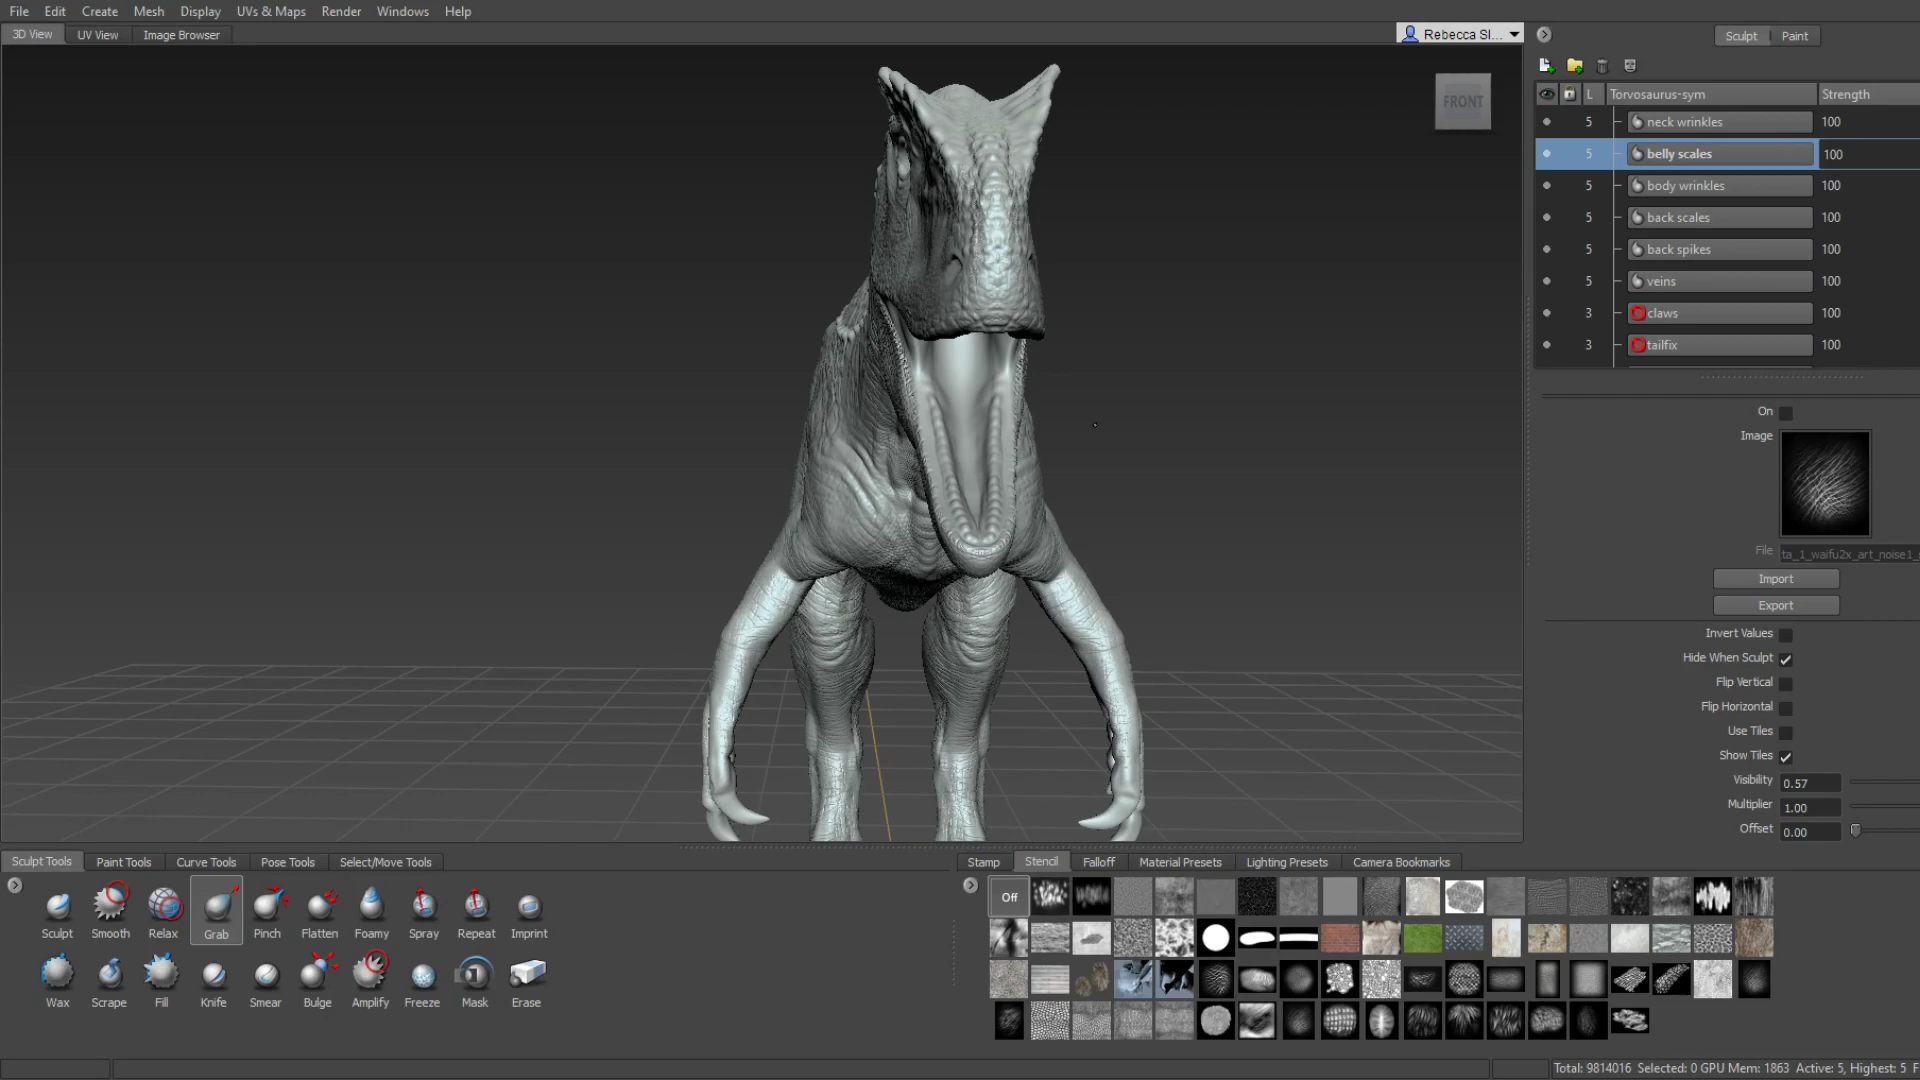 File Edit Create Mesh Display UVs & Maps Render Windows Help
3D View UV View Image Browser
Rebecca Sl...
Sculpt Paint
FRONT
L Torvosaurus-sym Strength
5 neck wrinkles 100
5 belly scales 100
5 body wrinkles 100
5 back scales 100
5 back spikes 100
5 veins 100
3 claws 100
3 tailfix 100
On
Image
File ta_1_waifu2x_art_noise1_
Import
Export
Invert Values
Hide When Sculpt
Flip Vertical
Flip Horizontal
Use Tiles
Show Tiles
Visibility 0.57
Multiplier 1.00
Offset 0.00
Sculpt Tools Paint Tools Curve Tools Pose Tools Select/Move Tools
Sculpt Smooth Relax Grab Pinch Flatten Foamy Spray Repeat Imprint
Wax Scrape Fill Knife Smear Bulge Amplify Freeze Mask Erase
Stamp Stencil Falloff Material Presets Lighting Presets Camera Bookmarks
Off
Total: 9814016 Selected: 0 GPU Mem: 1863 Active: 5, Highest: 5 F